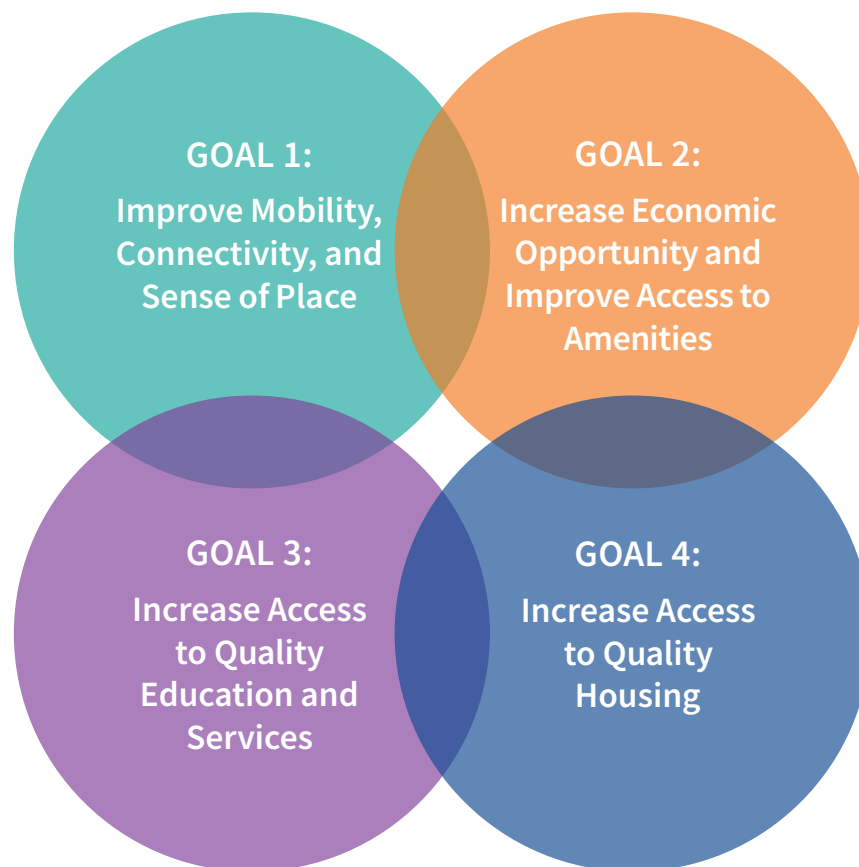 GOAL 1:
Improve Mobility,
Connectivity, and
Sense of Place
GOAL 2:
Increase Economic
Opportunity and
Improve Access to
Amenities
GOAL 3:
Increase Access
to Quality
Education and
Services
GOAL 4:
Increase Access
to Quality
Housing